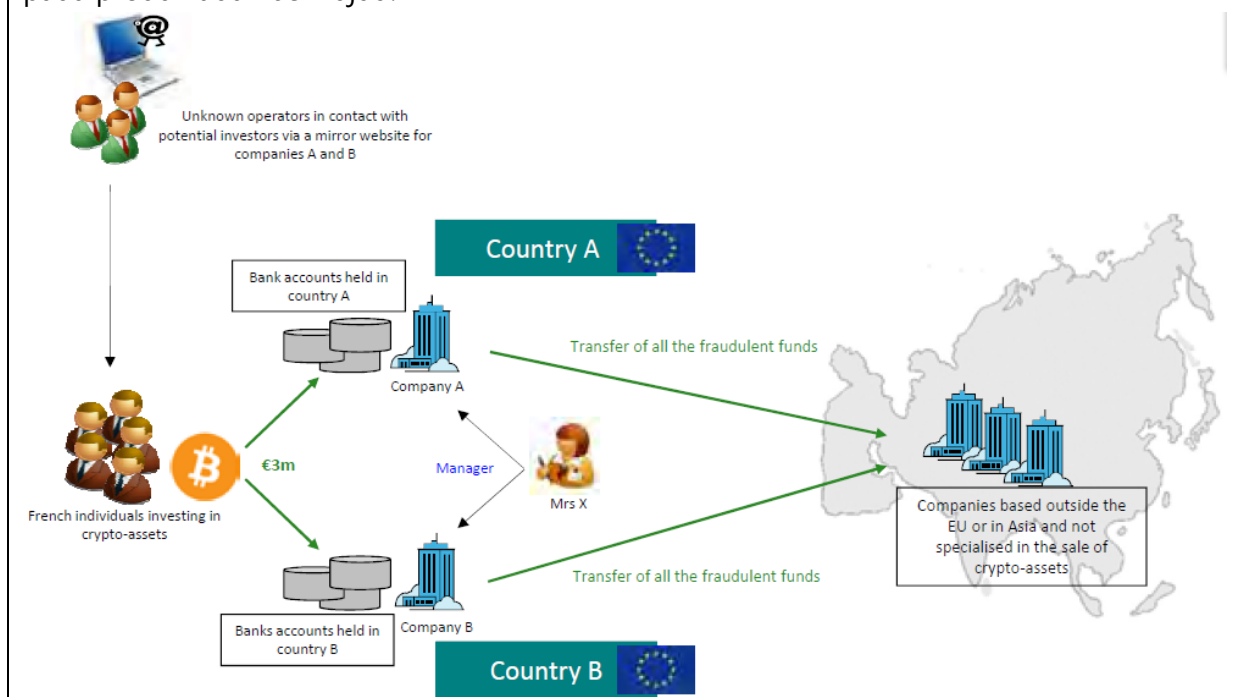 Unknown operators in contact with
potential investors via a mirror website for
companies A and B
Country A
Bank accounts held in
country A
Transfer of all the fraudulent funds
Company A
€3m
Manager
Mrs X
French individuals investing in
crypto-assets
Companies based outside the
EU or in Asia and not
specialised in the sale of
crypto-assets
Transfer of all the fraudulent funds
Banks accounts held in
country B
Company B
Country B